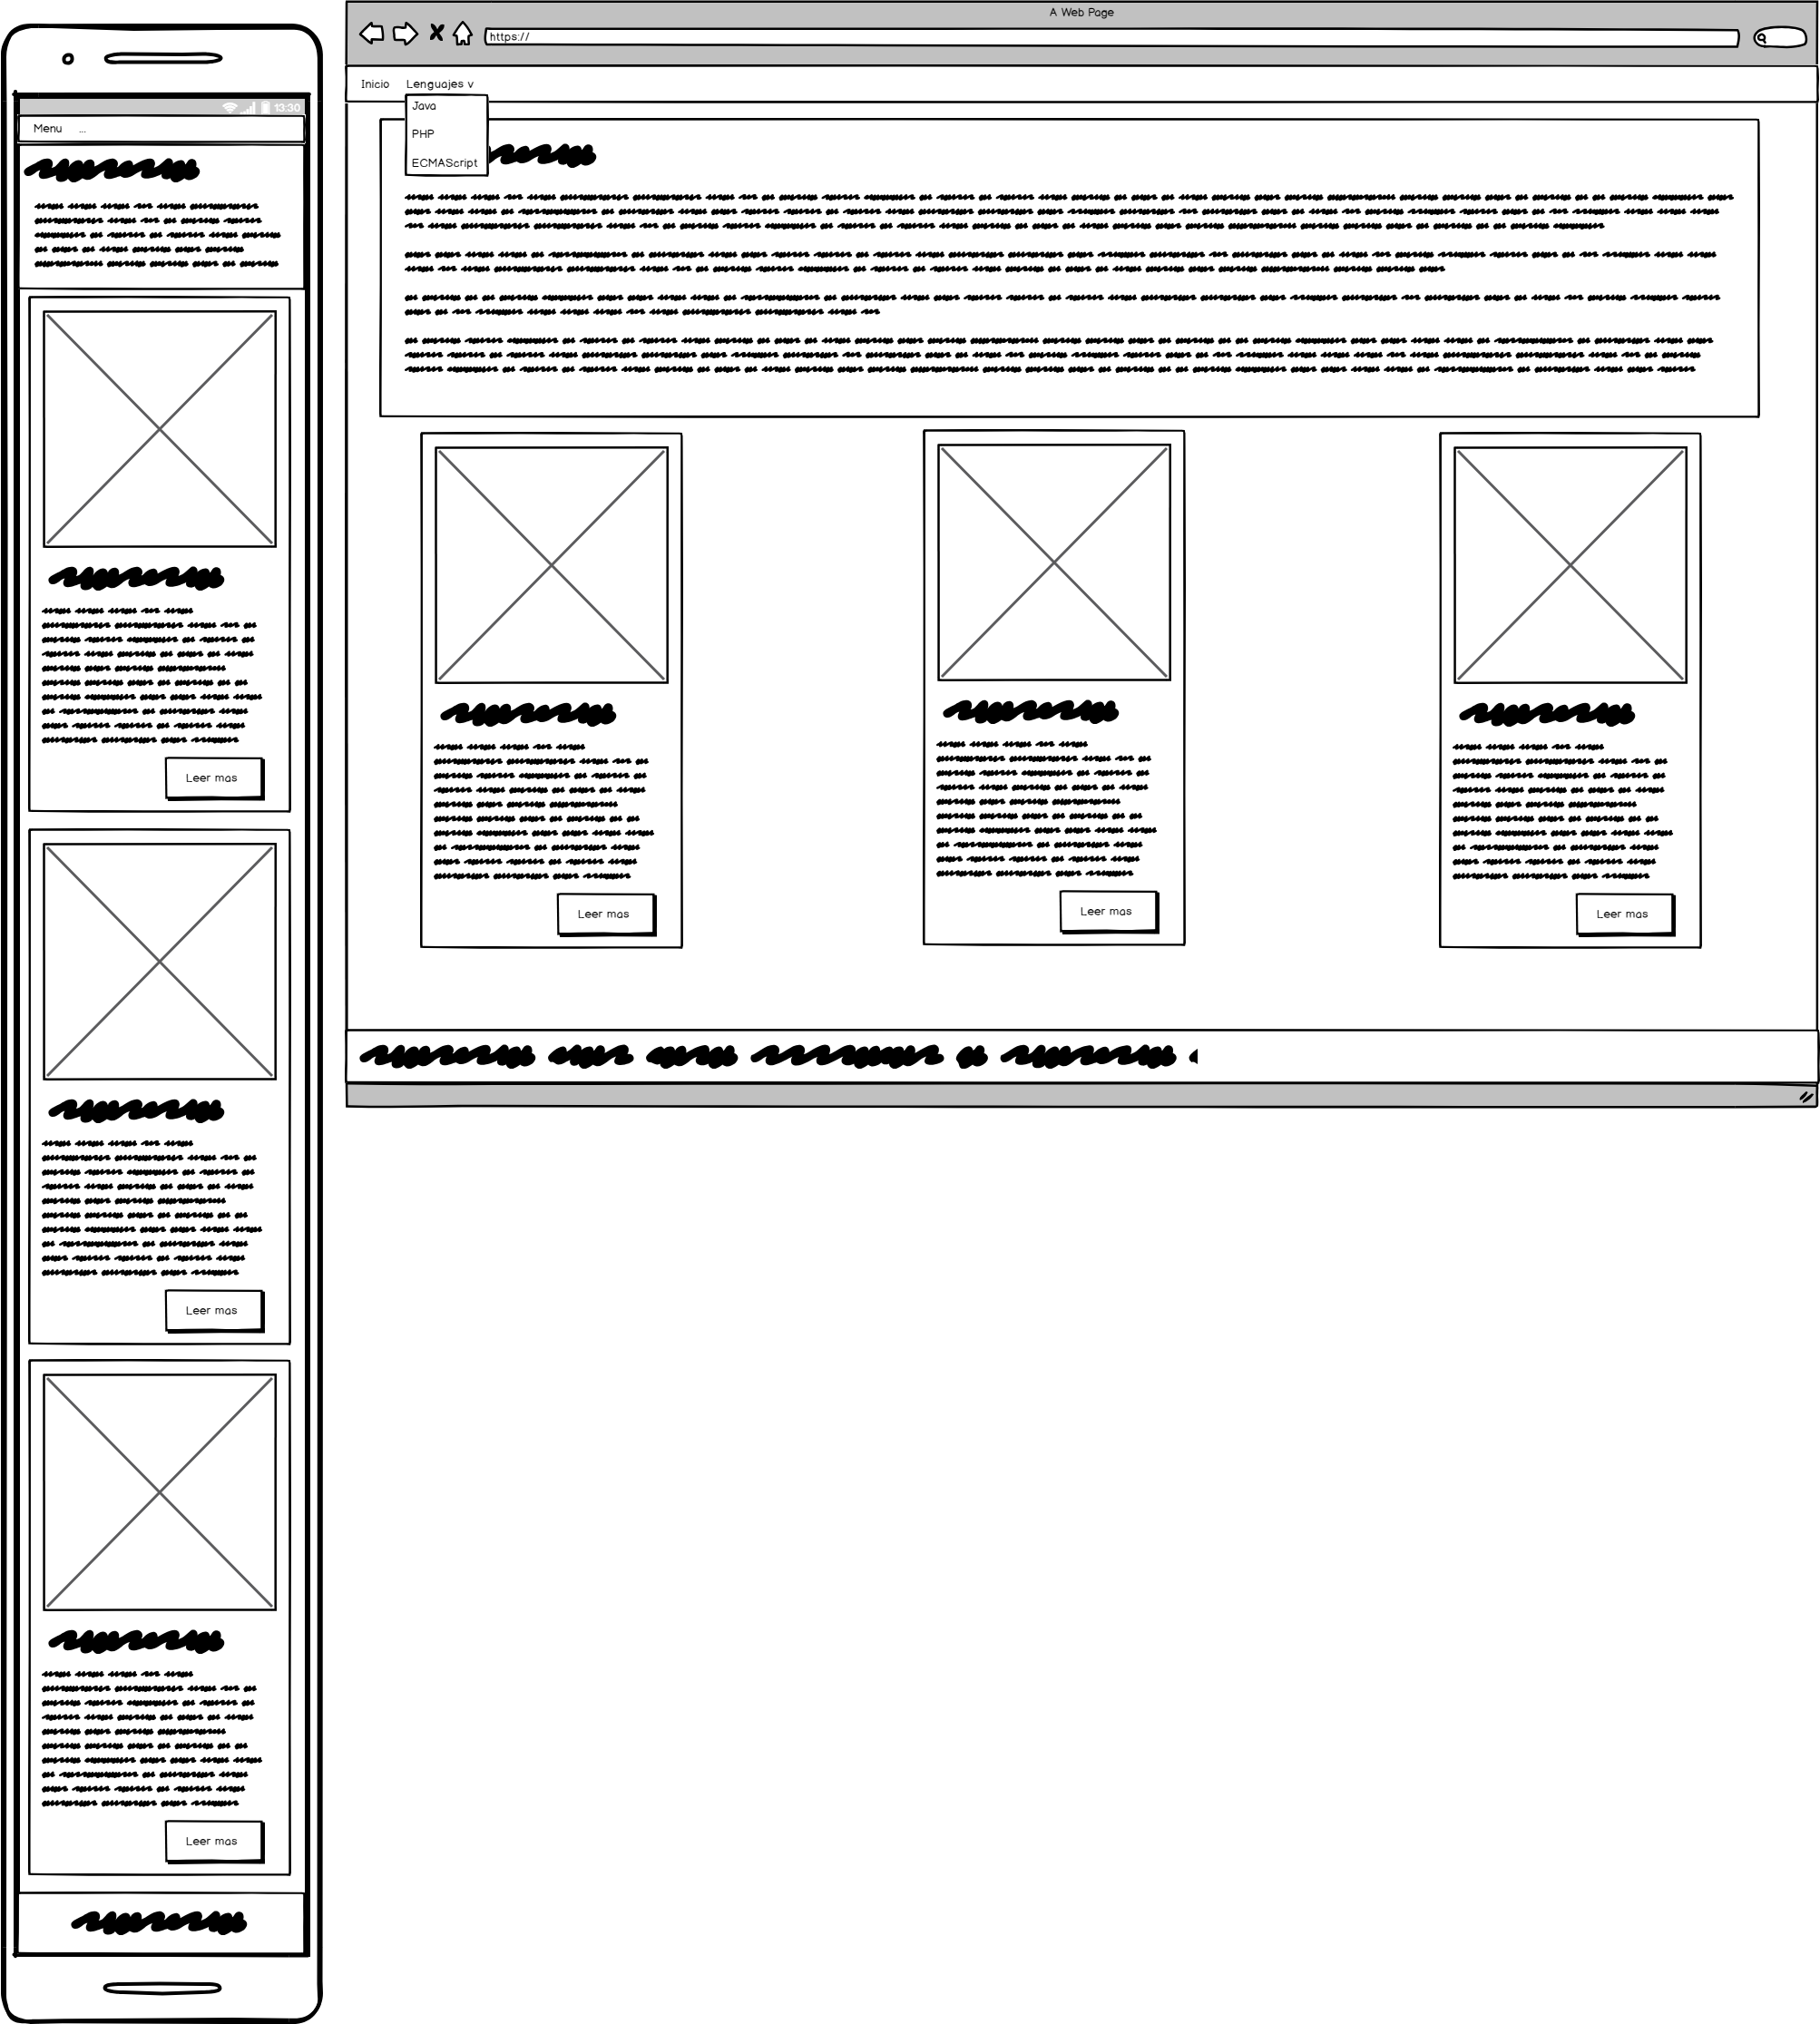 13:30
Menu ...
Leer mas
Leer mas
Leer mas
A Web Page
https://
Inicio Lenguajes v
Java
PHP
ECMAScript
Leer mas
Leer mas
Leer mas